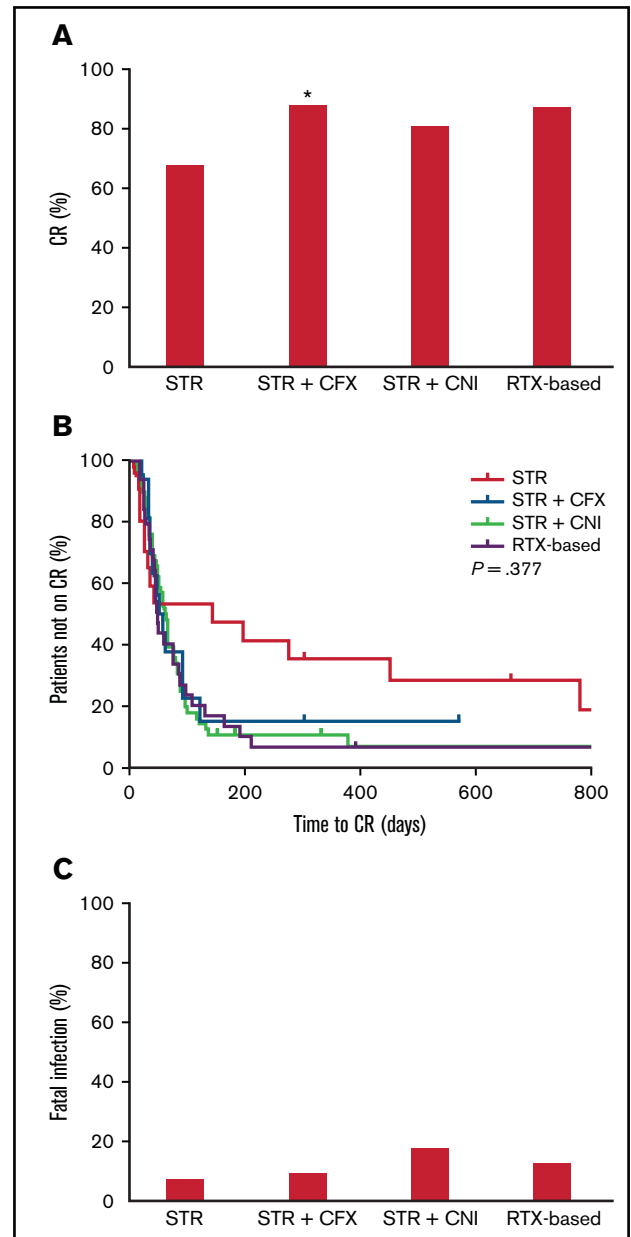 A
100
80
60
40
20
0
CR (%)
*
STR
STR + CFX
STR + CNI
RTX-based
B
100
80
60
40
20
0
Patients not on CR (%)
STR
STR + CFX
STR + CNI
RTX-based
P = .377
0
200
400
600
800
Time to CR (days)
C
100
80
60
40
20
0
Fatal infection (%)
STR
STR + CFX
STR + CNI
RTX-based